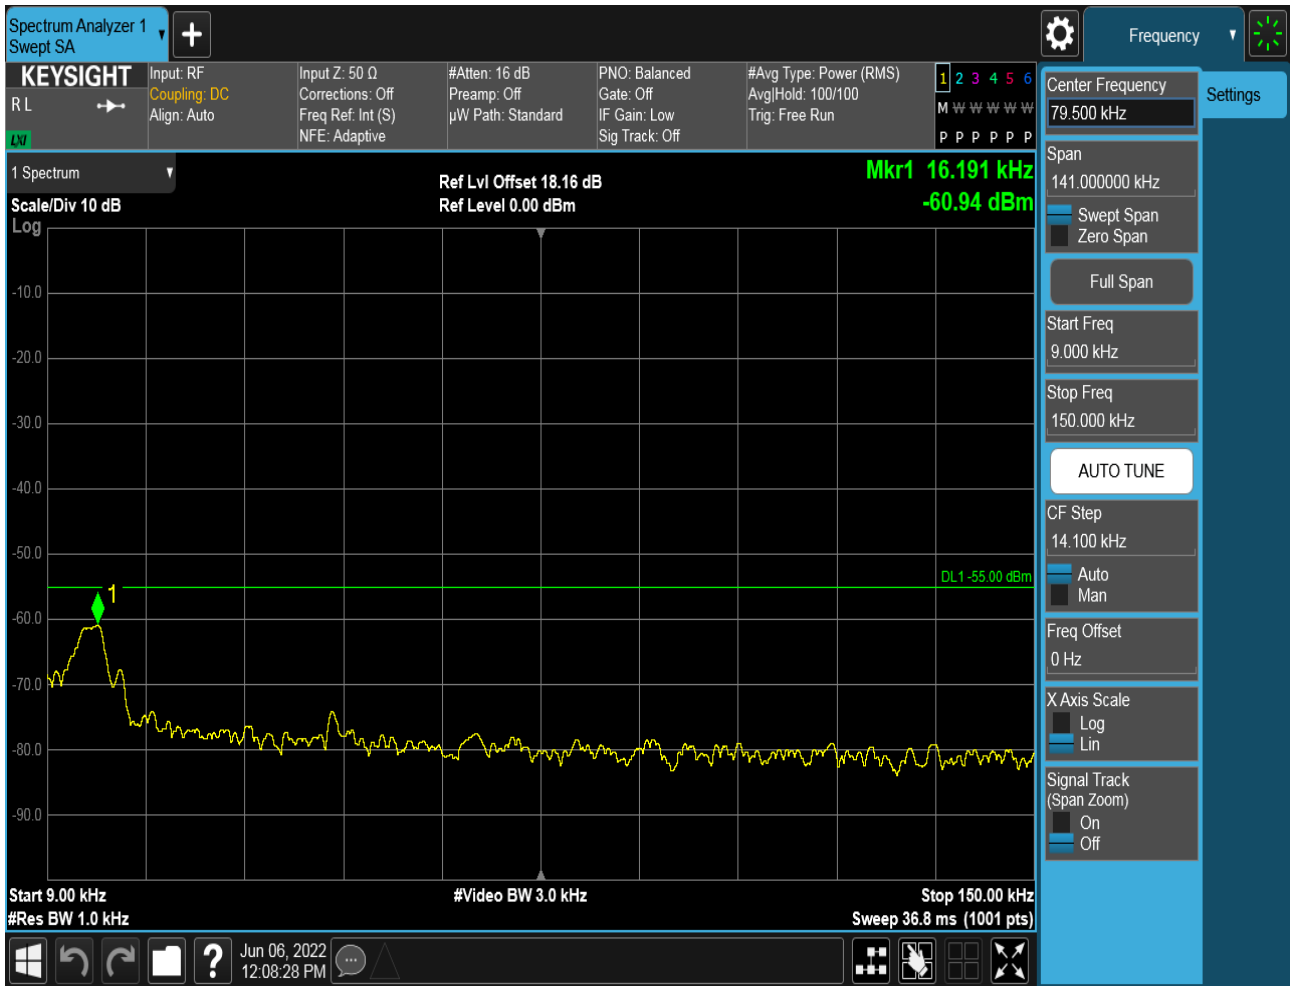 Spectrum Analyzer 1
Swept SA
Frequency
KEYSIGHT
R L
LXI
Input: RF
Coupling: DC
Align: Auto
Input Z: 50 Ω
Corrections: Off
Freq Ref: Int (S)
NFE: Adaptive
#Atten: 16 dB
Preamp: Off
µW Path: Standard
PNO: Balanced
Gate: Off
IF Gain: Low
Sig Track: Off
#Avg Type: Power (RMS)
Avg|Hold: 100/100
Trig: Free Run
1 2 3 4 5 6
M W W W W W
P P P P P P
1 Spectrum
Scale/Div 10 dB
Log
Ref Lvl Offset 18.16 dB
Ref Level 0.00 dBm
Mkr1 16.191 kHz
-60.94 dBm
-10.0
-20.0
-30.0
-40.0
-50.0
-60.0
-70.0
-80.0
-90.0
DL1 -55.00 dBm
1
Start 9.00 kHz
#Res BW 1.0 kHz
#Video BW 3.0 kHz
Stop 150.00 kHz
Sweep 36.8 ms (1001 pts)
Center Frequency
79.500 kHz
Settings
Span
141.000000 kHz
Swept Span
Zero Span
Full Span
Start Freq
9.000 kHz
Stop Freq
150.000 kHz
AUTO TUNE
CF Step
14.100 kHz
Auto
Man
Freq Offset
0 Hz
X Axis Scale
Log
Lin
Signal Track
(Span Zoom)
On
Off
?
Jun 06, 2022
12:08:28 PM